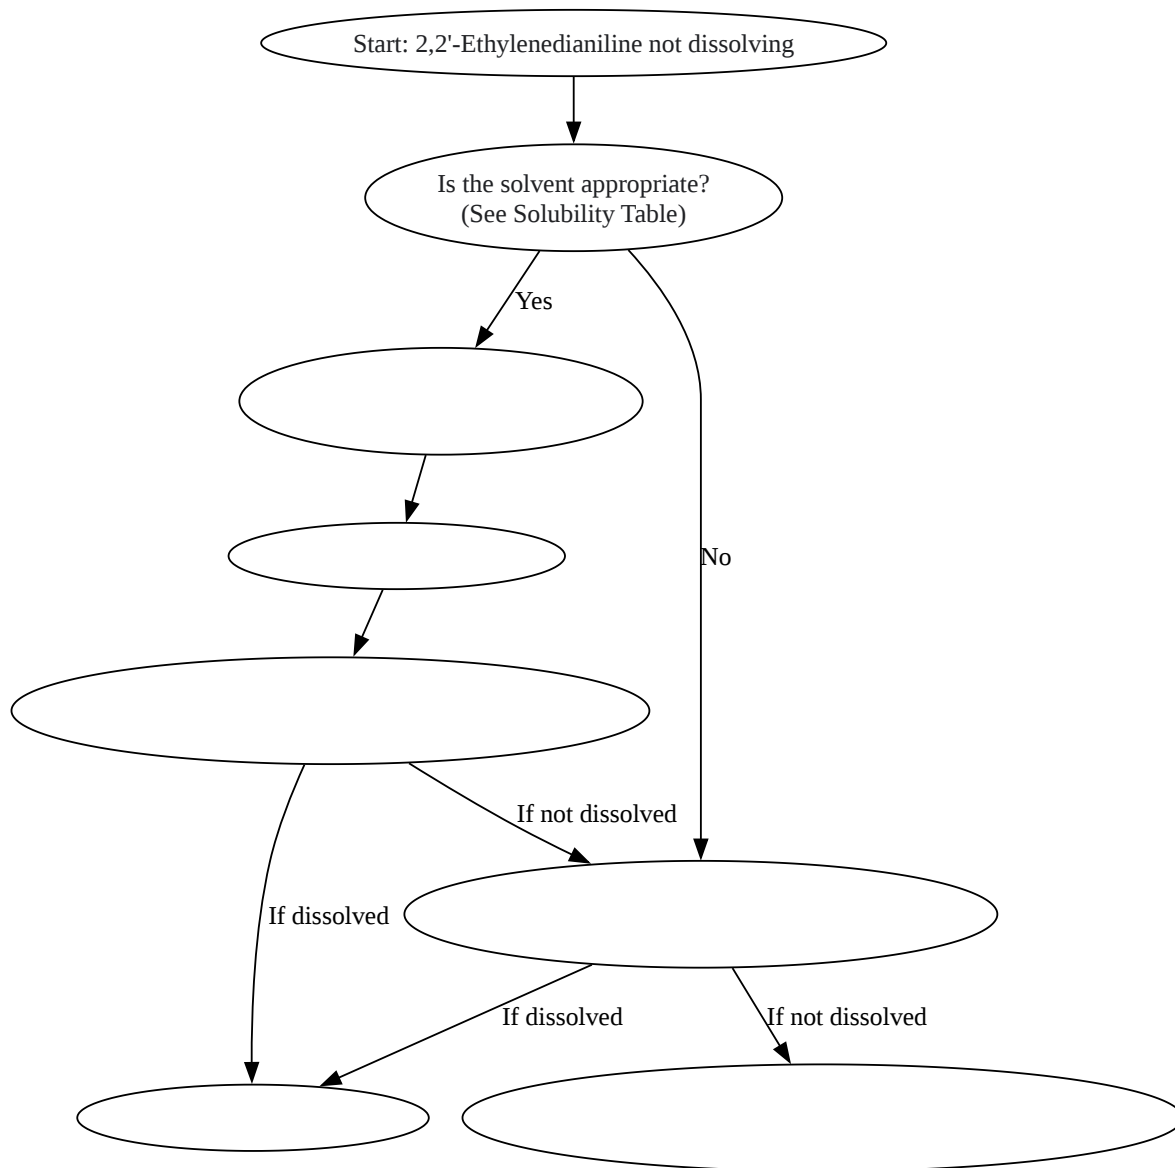 Start: 2,2'-Ethylenedianiline not dissolving
Is the solvent appropriate?
(See Solubility Table)
Yes
No
If not dissolved
If dissolved
If dissolved
If not dissolved